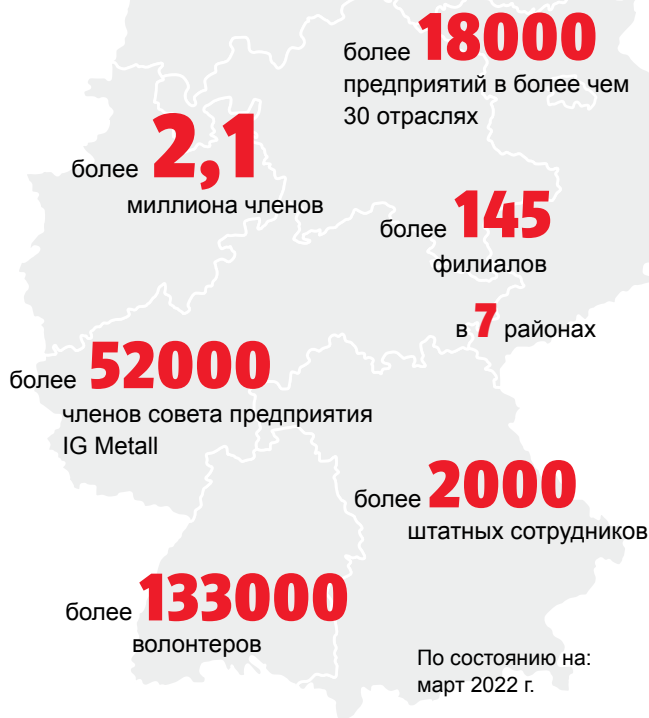 более 18000
предприятий в более чем
30 отраслях
более 2,1
миллиона членов
более 145
филиалов
в 7 районах
более 52000
членов совета предприятия
IG Metall
более 2000
штатных сотрудников
более 133000
волонтеров
По состоянию на:
март 2022 г.